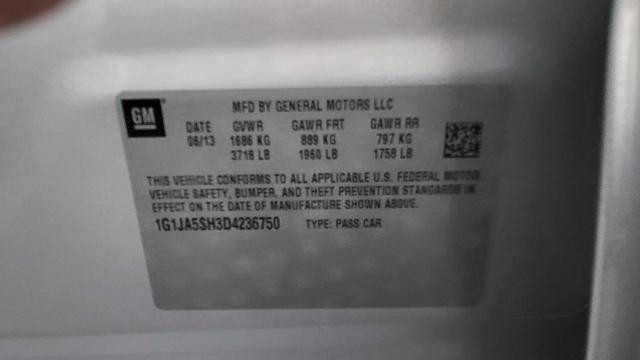 GM
MFD BY GENERAL MOTORS LLC
DATE GVWR GAWR FRT GAWR RR
06/13 1686 KG 889 KG 797 KG
3718 LB 1960 LB 1758 LB
THIS VEHICLE CONFORMS TO ALL APPLICABLE U.S. FEDERAL MOTOR
VEHICLE SAFETY, BUMPER, AND THEFT PREVENTION STANDARDS IN
EFFECT ON THE DATE OF MANUFACTURE SHOWN ABOVE.
1G1JA5SH3D4236750 TYPE: PASS CAR